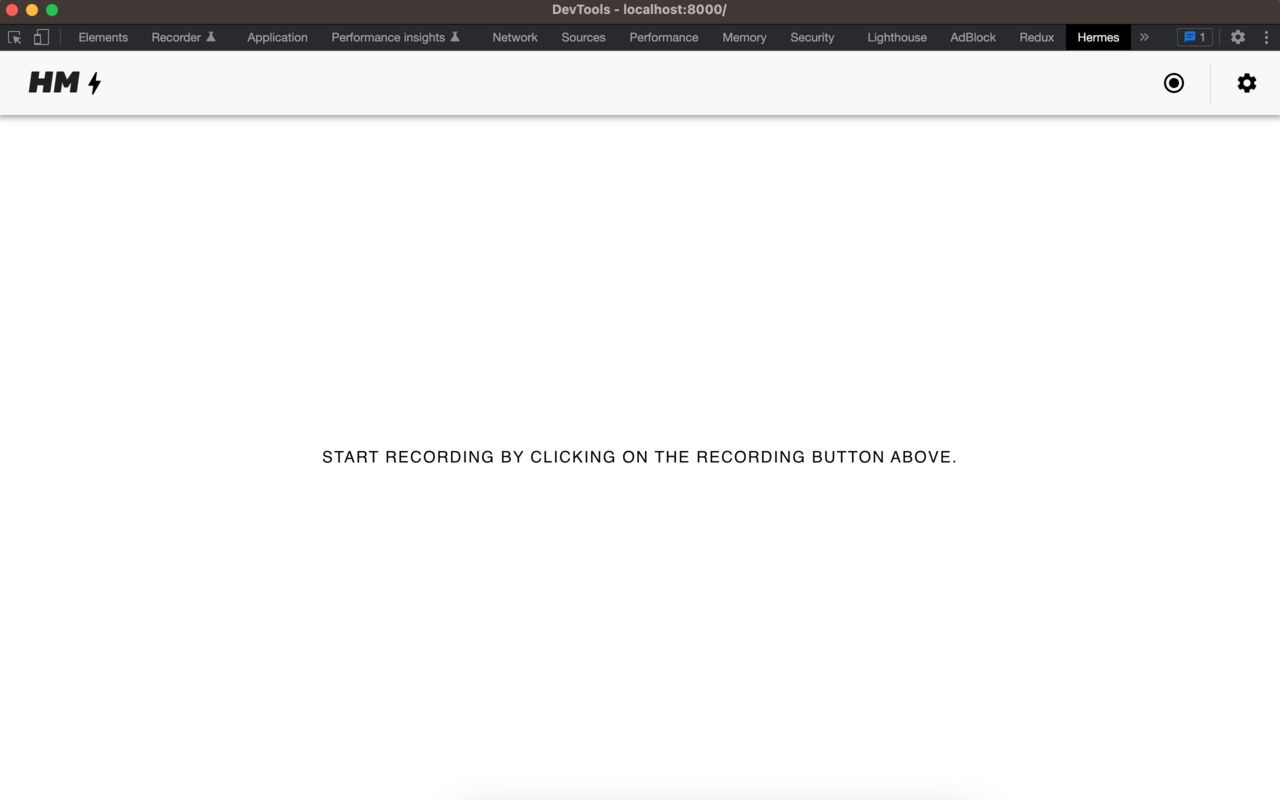 DevTools - localhost:8000/
Elements Recorder Application Performance insights Network Sources Performance Memory Security Lighthouse AdBlock Redux Hermes » 1
HM
START RECORDING BY CLICKING ON THE RECORDING BUTTON ABOVE.